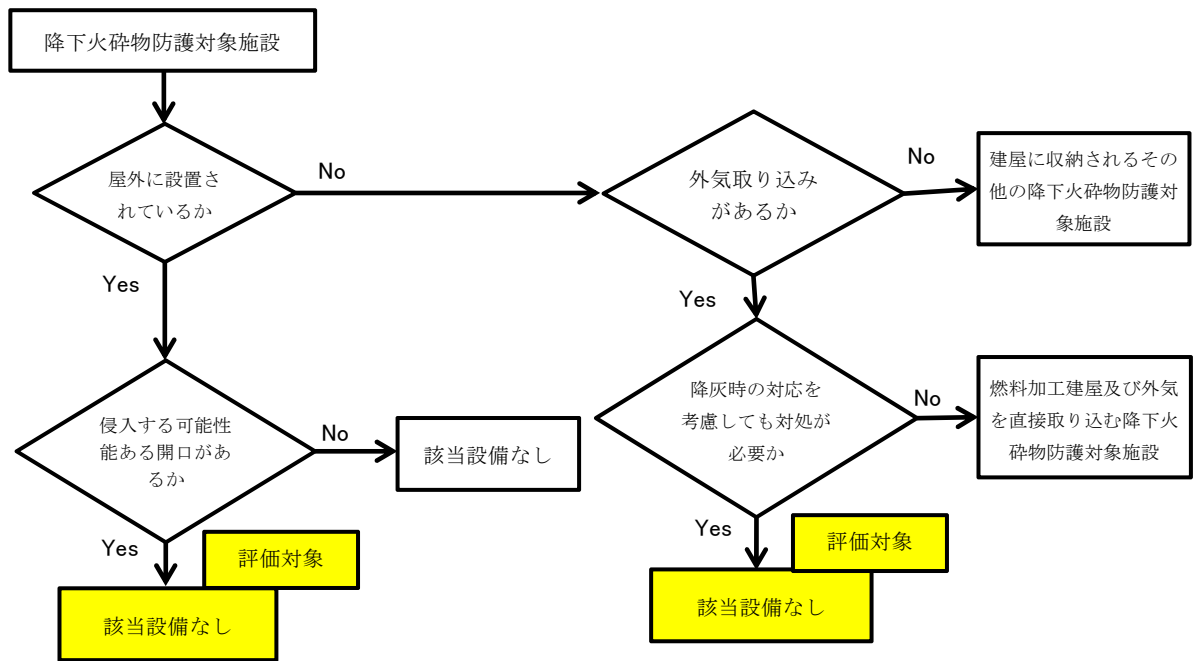 降下火砕物防護対象施設
屋外に設置さ
れているか
No
外気取り込み
があるか
No
建屋に収納されるその
他の降下火砕物防護対
象施設
Yes
Yes
侵入する可能性
能ある開口があ
るか
No
該当設備なし
降灰時の対応を
考慮しても対処が
必要か
No
燃料加工建屋及び外気
を直接取り込む降下火
砕物防護対象施設
Yes
評価対象
該当設備なし
Yes
評価対象
該当設備なし